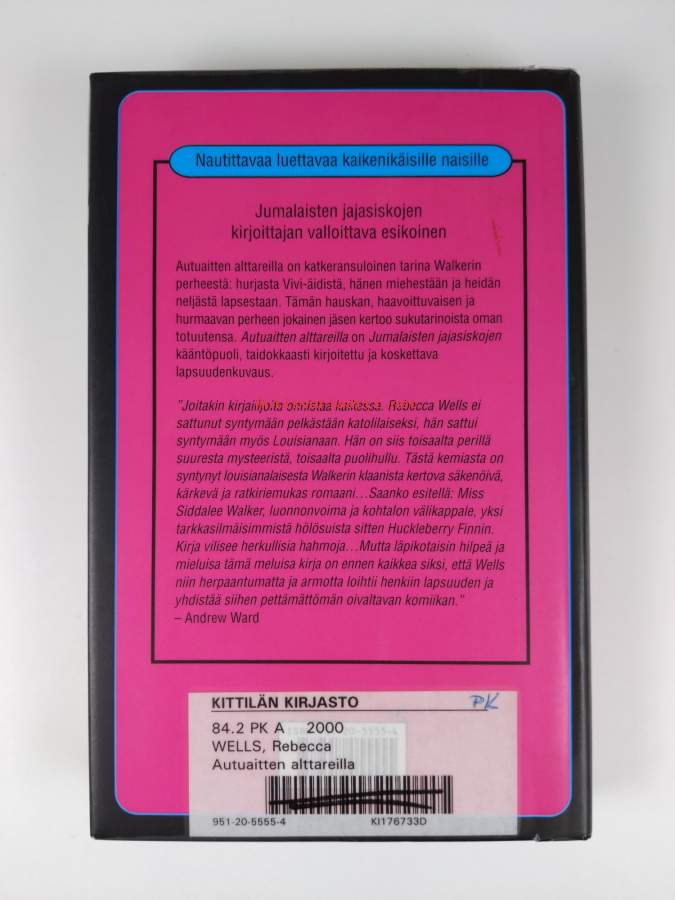 Nautittavaa luettavaa kaikenikäisille naisille
Jumalaisten jajasiskojen
kirjoittajan valloittava esikoinen
Autuaitten alttareilla on katkeransuloinen tarina Walkerin
perheestä: hurjasta Vivi-äidistä, hänen miehestään ja heidän
neljästä lapsestaan. Tämän hauskan, haavoittuvaisen ja
hurmaavan perheen jokainen jäsen kertoo sukutarinoista oman
totuutensa. Autuaitten alttareilla on Jumalaisten jajasiskojen
kääntöpuoli, taidokkaasti kirjoitettu ja koskettava
lapsuudenkuvaus.
"Joitakin kirjailijoita onnistaa kaikessa. Rebecca Wells ei
sattunut syntymään pelkästään katolilaiseksi, hän sattui
syntymään myös Louisianaan. Hän on siis toisaalta perillä
suuresta mysteeristä, toisaalta puolihullu. Tästä kemiasta on
syntynyt louisianalaisesta Walkerin klaanista kertova säkenöivä,
kärkevä ja ratkiriemukas romaani...Saanko esitellä: Miss
Siddalee Walker, luonnonvoima ja kohtalon välikappale, yksi
tarkkasilmäisimmistä hölösuista sitten Huckleberry Finnin.
Kirja vilisee herkullisia hahmoja...Mutta läpikotaisin hilpeä ja
mieluisa tämä meluisa kirja on ennen kaikkea siksi, että Wells
niin herpaantumatta ja armotta loihtii henkiin lapsuuden ja
yhdistää siihen pettämättömän oivaltavan komiikan."
– Andrew Ward
KITTILÄN KIRJASTO PK
84.2 PK A 2000
WELLS, Rebecca
Autuaitten alttareilla
951-20-5555-4 KI176733D